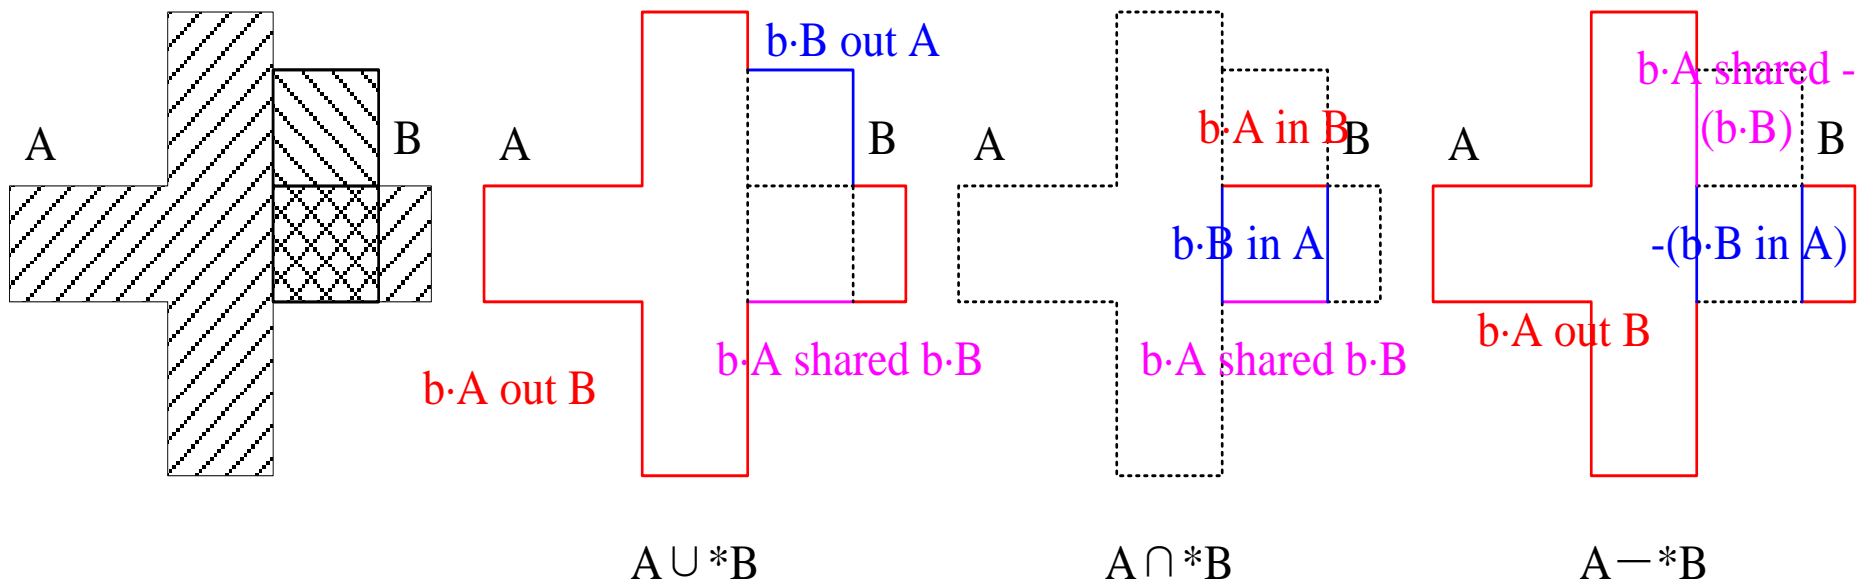 A
B
A
b·B out A
B
b·A out B
b·A shared b·B
A∪*B
A
b·A in B
B
b·B in A
b·A shared b·B
A∩*B
A
b·A shared -
(b·B)
B
-(b·B in A)
b·A out B
A－*B